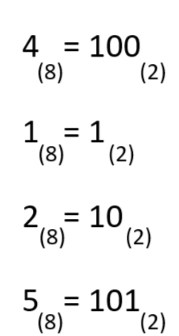 4₍₈₎ = 100₍₂₎
1₍₈₎ = 1₍₂₎
2₍₈₎ = 10₍₂₎
5₍₈₎ = 101₍₂₎